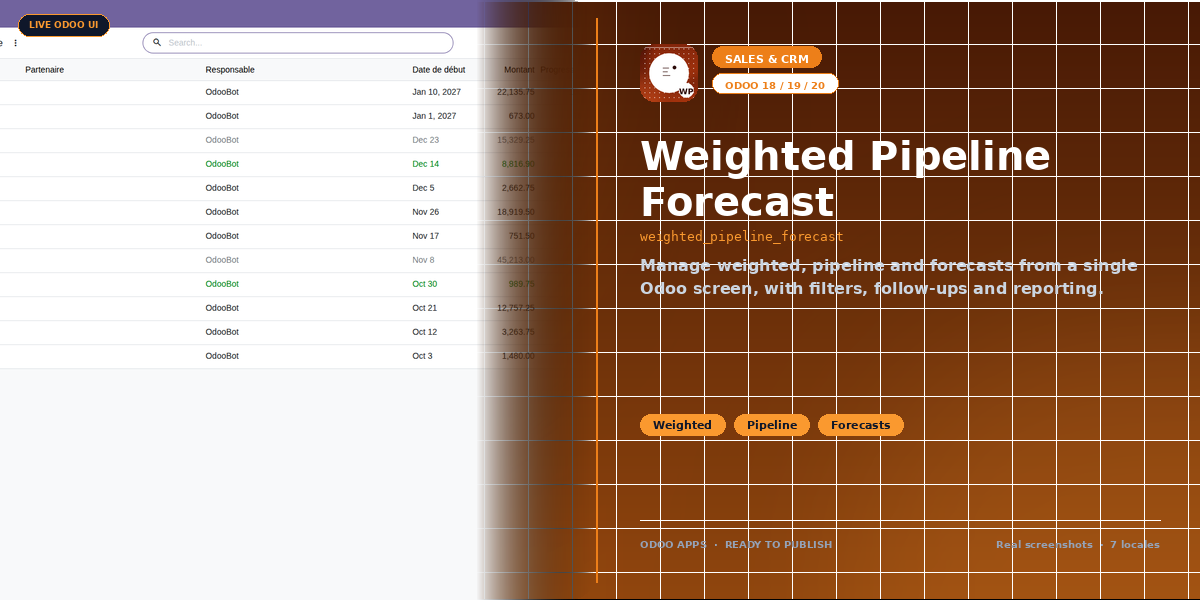 LIVE ODOO UI
e
Search...
Partenaire Responsable Date de début Montant
OdooBot Jan 10, 2027 22,135.75
OdooBot Jan 1, 2027 673.00
OdooBot Dec 23 15,329.25
OdooBot Dec 14 8,816.90
OdooBot Dec 5 2,662.75
OdooBot Nov 26 18,919.50
OdooBot Nov 17 751.50
OdooBot Nov 8 45,213.00
OdooBot Oct 30 989.75
OdooBot Oct 21 12,757.25
OdooBot Oct 12 3,263.75
OdooBot Oct 3 1,480.00
WP
SALES & CRM
ODOO 18 / 19 / 20
Weighted Pipeline
Forecast
weighted_pipeline_forecast
Manage weighted, pipeline and forecasts from a single
Odoo screen, with filters, follow-ups and reporting.
Weighted Pipeline Forecasts
ODOO APPS · READY TO PUBLISH
Real screenshots · 7 locales